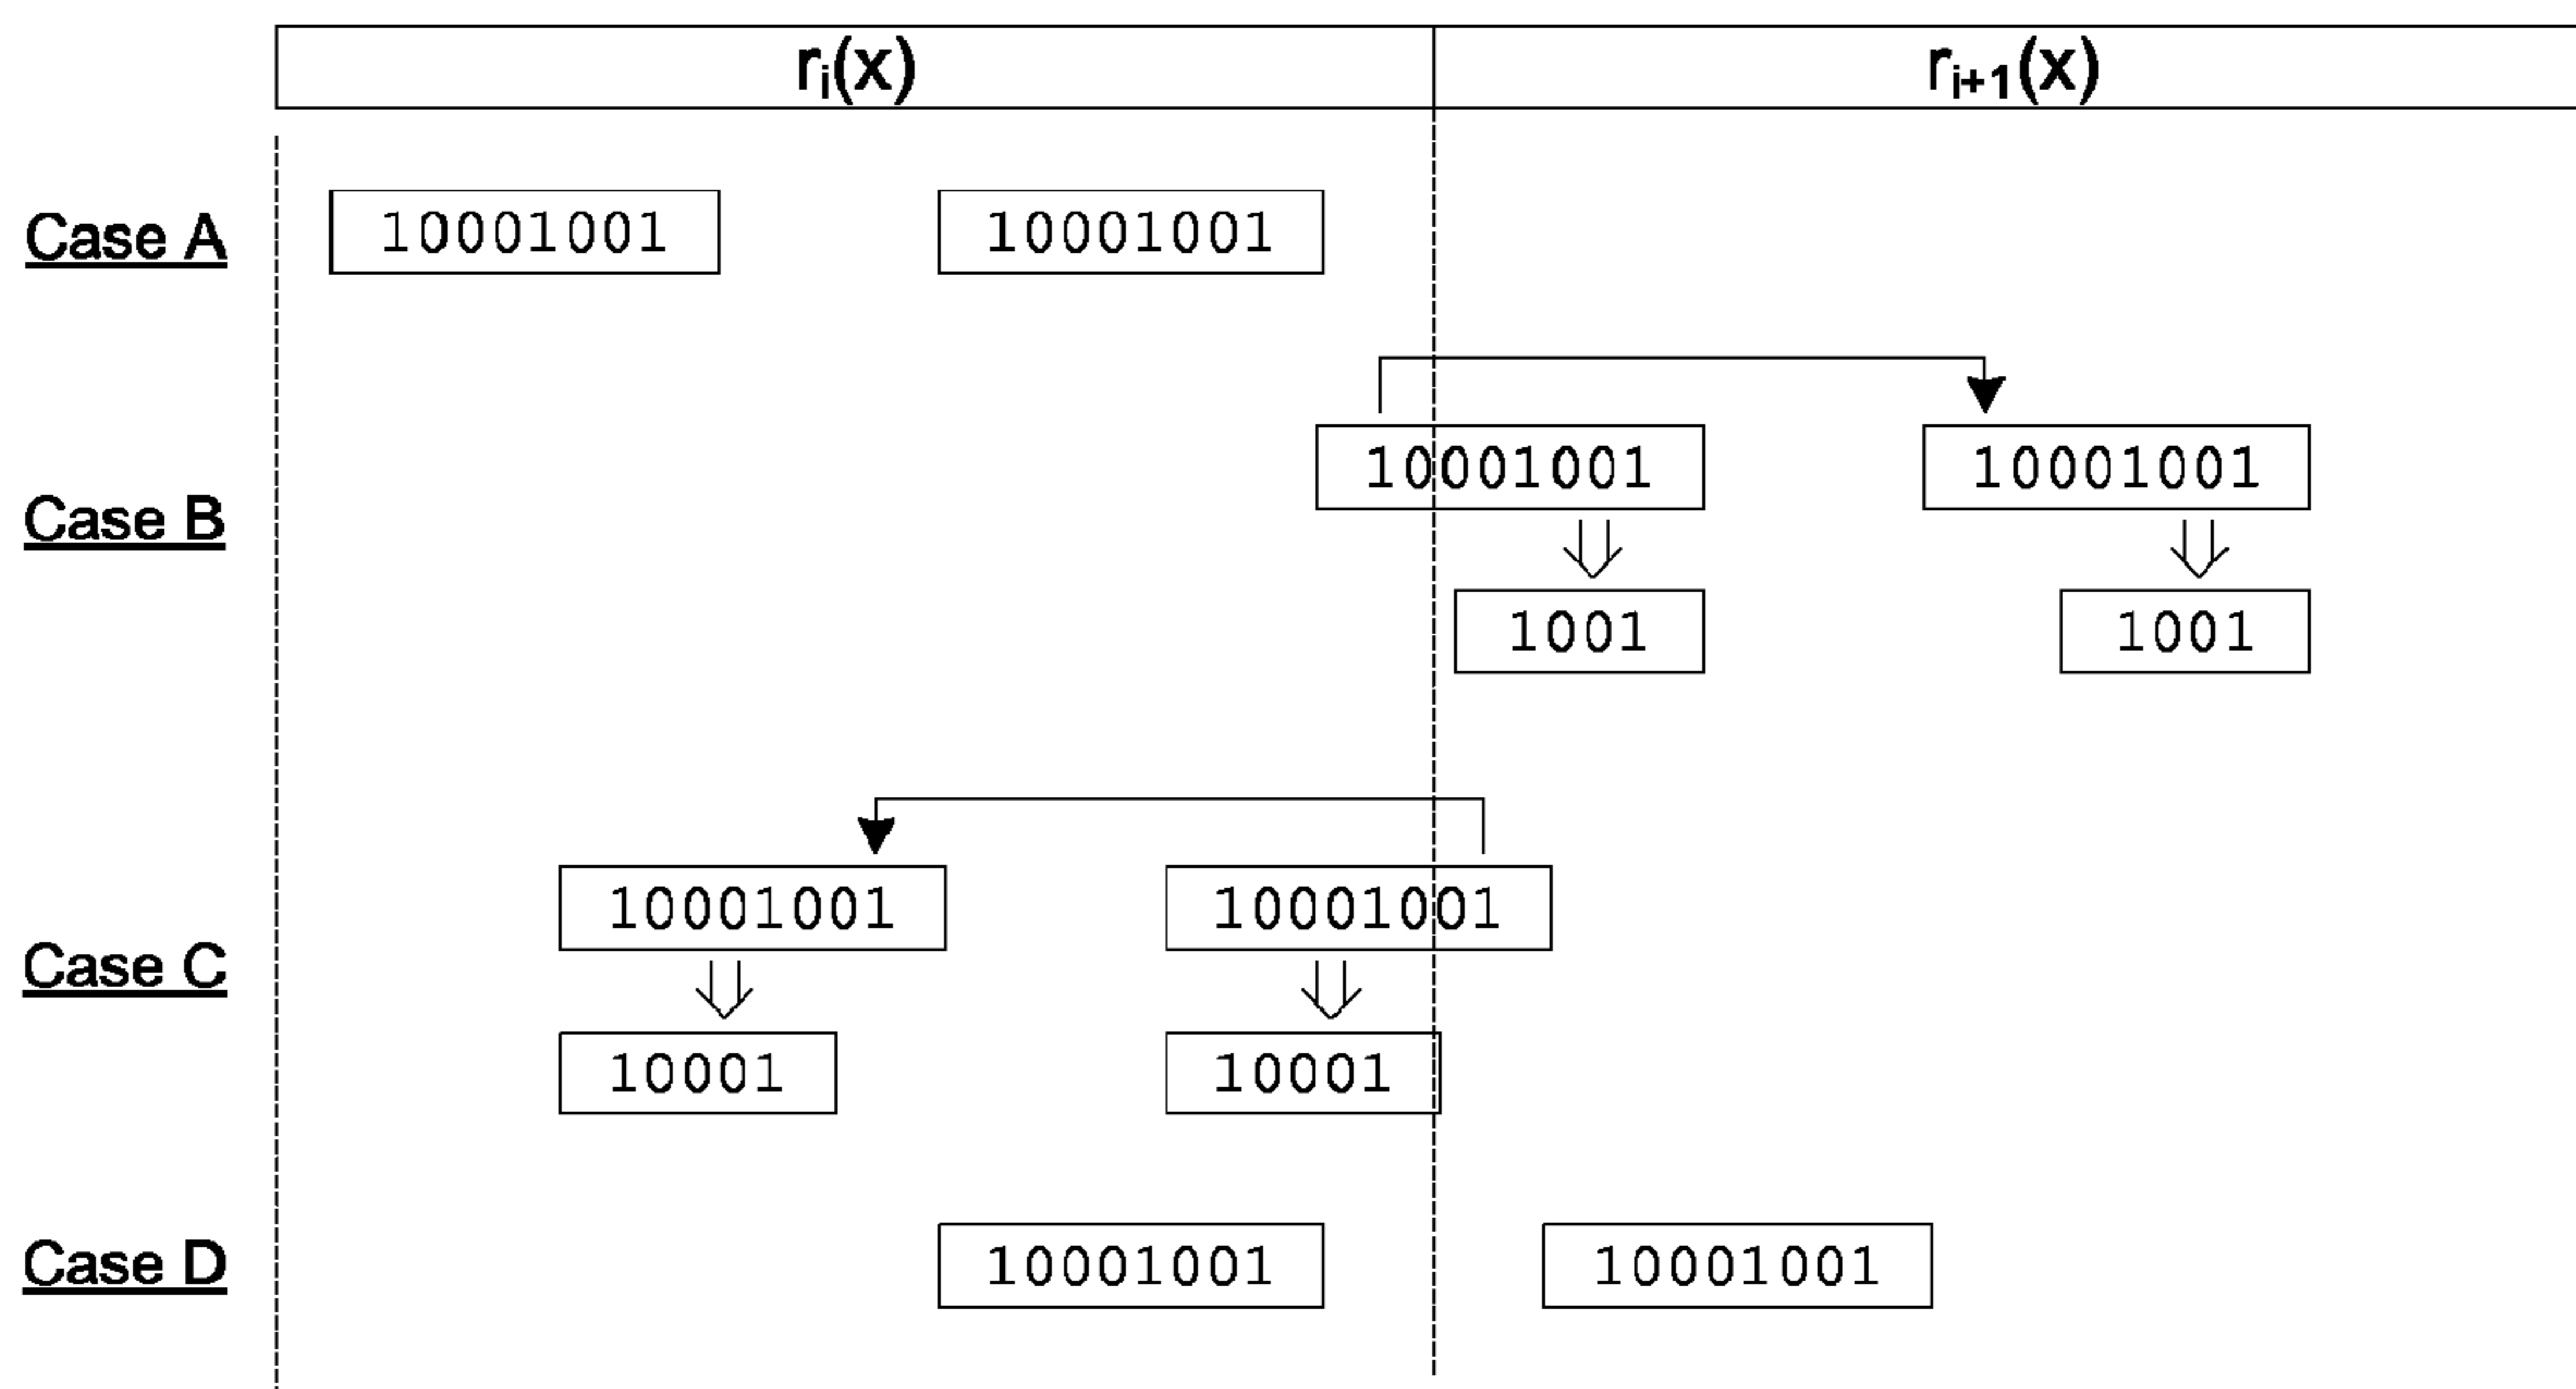 rᵢ(x) rᵢ₊₁(x)
Case A 10001001 10001001
10001001 10001001
Case B
1001 1001
10001001 10001001
Case C
10001 10001
Case D 10001001 10001001